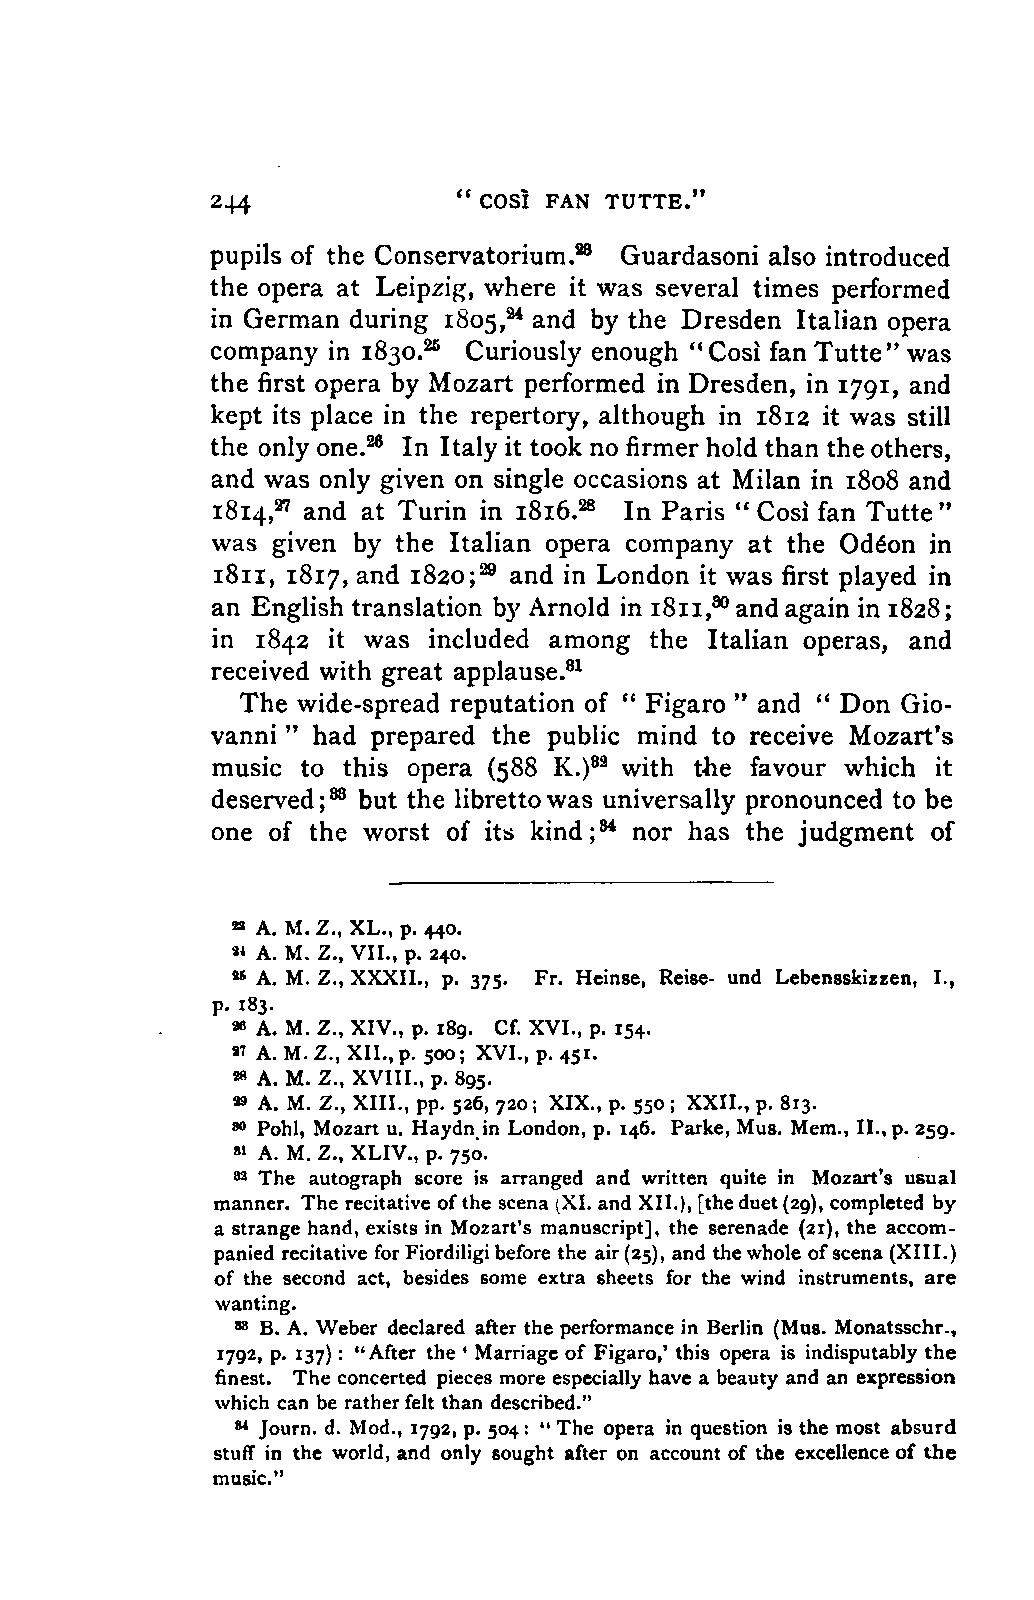 244 “ COSÌ FAN TUTTE.”
pupils of the Conservatorium.²³ Guardasoni also introduced
the opera at Leipzig, where it was several times performed
in German during 1805,²⁴ and by the Dresden Italian opera
company in 1830.²⁵ Curiously enough “Così fan Tutte” was
the first opera by Mozart performed in Dresden, in 1791, and
kept its place in the repertory, although in 1812 it was still
the only one.²⁶ In Italy it took no firmer hold than the others,
and was only given on single occasions at Milan in 1808 and
1814,²⁷ and at Turin in 1816.²⁸ In Paris “Così fan Tutte”
was given by the Italian opera company at the Odéon in
1811, 1817, and 1820;²⁹ and in London it was first played in
an English translation by Arnold in 1811,³⁰ and again in 1828;
in 1842 it was included among the Italian operas, and
received with great applause.³¹
The wide-spread reputation of “ Figaro ” and “ Don Gio-
vanni ” had prepared the public mind to receive Mozart’s
music to this opera (588 K.)³² with the favour which it
deserved;³³ but the libretto was universally pronounced to be
one of the worst of its kind;³⁴ nor has the judgment of
²³ A. M. Z., XL., p. 440.
²⁴ A. M. Z., VII., p. 240.
²⁵ A. M. Z., XXXII., p. 375. Fr. Heinse, Reise- und Lebensskizzen, I.,
p. 183.
²⁶ A. M. Z., XIV., p. 189. Cf. XVI., p. 154.
²⁷ A. M. Z., XII., p. 500; XVI., p. 451.
²⁸ A. M. Z., XVIII., p. 895.
²⁹ A. M. Z., XIII., pp. 526, 720; XIX., p. 550; XXII., p. 813.
³⁰ Pohl, Mozart u. Haydn in London, p. 146. Parke, Mus. Mem., II., p. 259.
³¹ A. M. Z., XLIV., p. 750.
³² The autograph score is arranged and written quite in Mozart’s usual
manner. The recitative of the scena (XI. and XII.), [the duet (29), completed by
a strange hand, exists in Mozart’s manuscript], the serenade (21), the accom-
panied recitative for Fiordiligi before the air (25), and the whole of scena (XIII.)
of the second act, besides some extra sheets for the wind instruments, are
wanting.
³³ B. A. Weber declared after the performance in Berlin (Mus. Monatsschr.,
1792, p. 137): “After the ‘ Marriage of Figaro,’ this opera is indisputably the
finest. The concerted pieces more especially have a beauty and an expression
which can be rather felt than described.”
³⁴ Journ. d. Mod., 1792, p. 504: “The opera in question is the most absurd
stuff in the world, and only sought after on account of the excellence of the
music.”